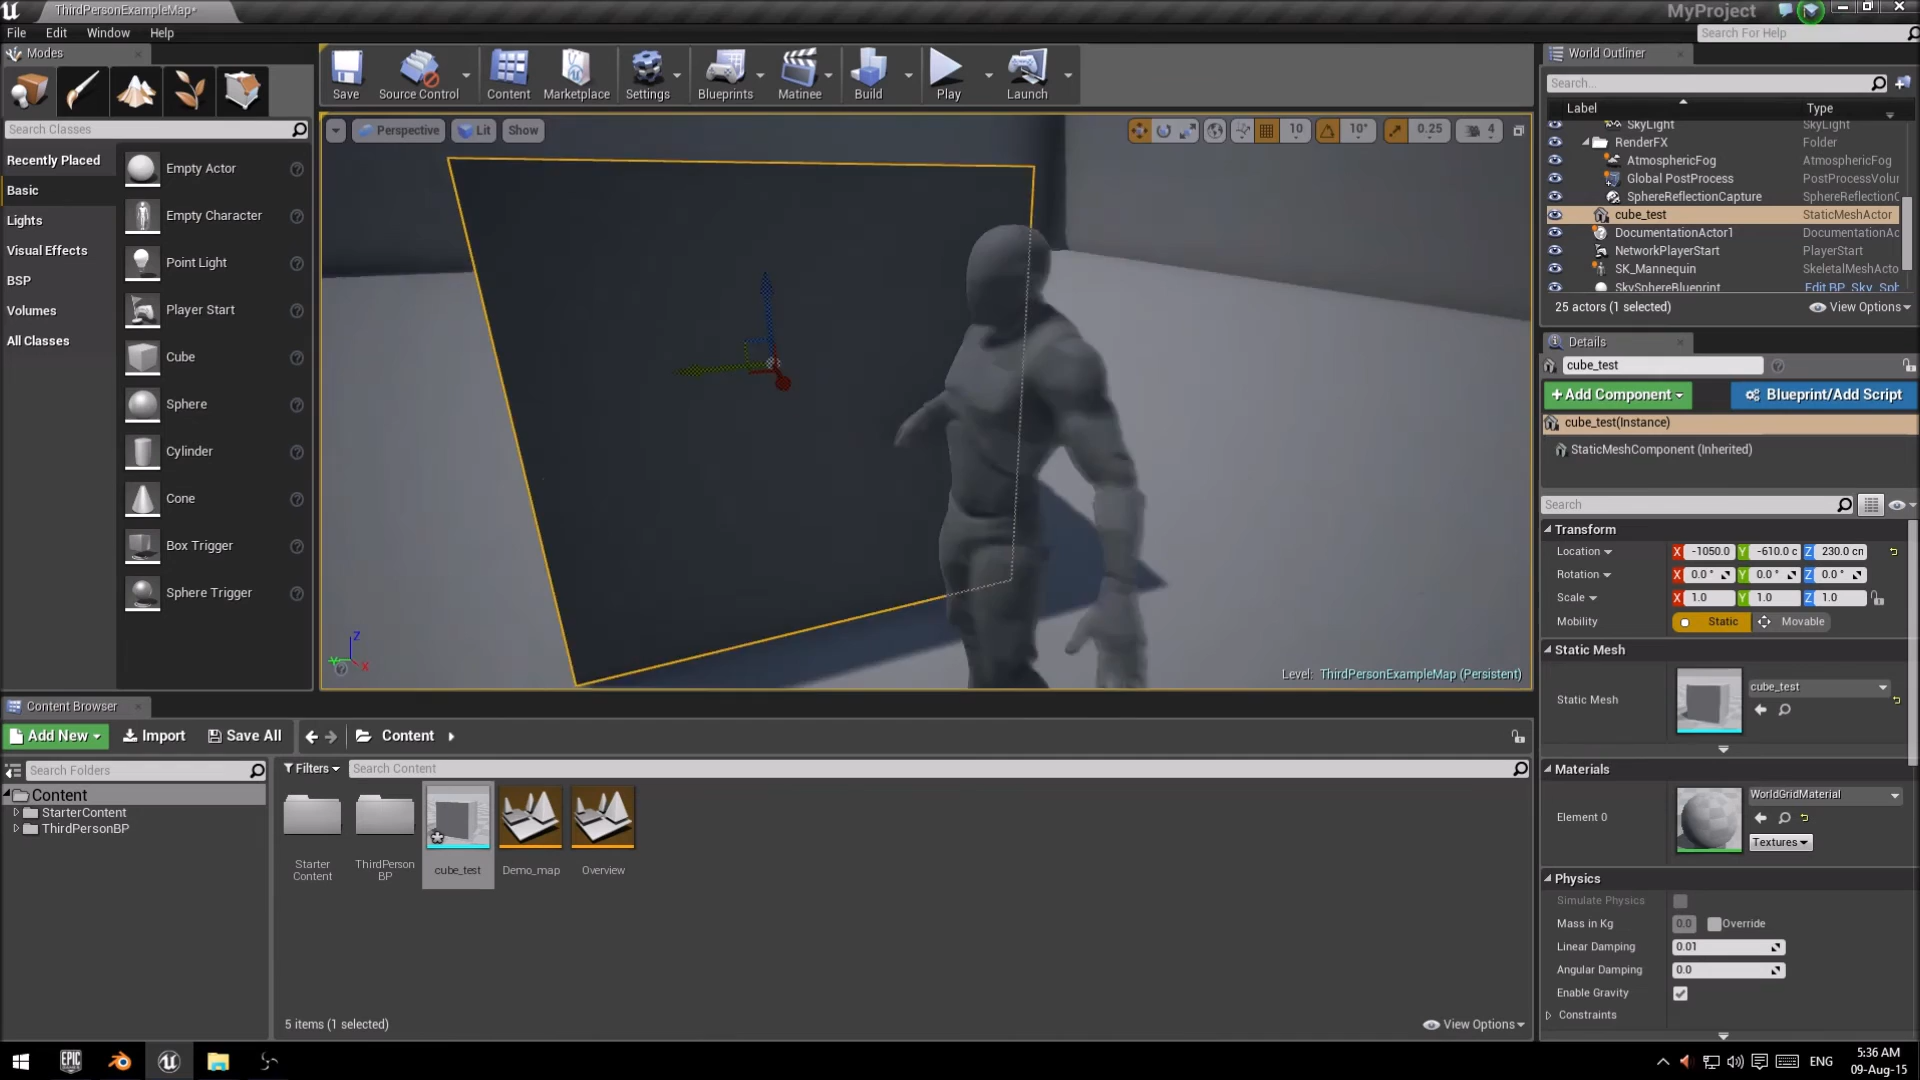 ThirdPersonExampleMap*
MyProject
File Edit Window Help
Search For Help
Modes
Search Classes
Recently Placed
Basic
Lights
Visual Effects
BSP
Volumes
All Classes
Empty Actor
Empty Character
Point Light
Player Start
Cube
Sphere
Cylinder
Cone
Box Trigger
Sphere Trigger
Save
Source Control
Content
Marketplace
Settings
Blueprints
Matinee
Build
Play
Launch
Perspective Lit Show
10 10° 0.25 4
Z
Y X
Level: ThirdPersonExampleMap (Persistent)
World Outliner
Search...
Label Type
SkyLight SkyLight
RenderFX Folder
AtmosphericFog AtmosphericFog
Global PostProcess PostProcessVolur
SphereReflectionCapture SphereReflectionC
cube_test StaticMeshActor
DocumentationActor1 DocumentationAc
NetworkPlayerStart PlayerStart
SK_Mannequin SkeletalMeshActo
SkySphereBlueprint Edit BP_Sky_Sph
25 actors (1 selected) View Options
Details
cube_test
+Add Component Blueprint/Add Script
cube_test(Instance)
StaticMeshComponent (Inherited)
Search
Transform
Location X -1050.0 Y -610.0 c Z 230.0 cm
Rotation X 0.0 ° Y 0.0 ° Z 0.0 °
Scale X 1.0 Y 1.0 Z 1.0
Mobility Static Movable
Static Mesh
Static Mesh cube_test
Materials
Element 0 WorldGridMaterial
Textures
Physics
Simulate Physics
Mass in Kg 0.0 Override
Linear Damping 0.01
Angular Damping 0.0
Enable Gravity
Constraints
Content Browser
Add New Import Save All Content
Search Folders
Content
StarterContent
ThirdPersonBP
Filters Search Content
Starter Content
ThirdPerson BP
cube_test
Demo_map
Overview
5 items (1 selected) View Options
EPIC
ENG
5:36 AM
09-Aug-15